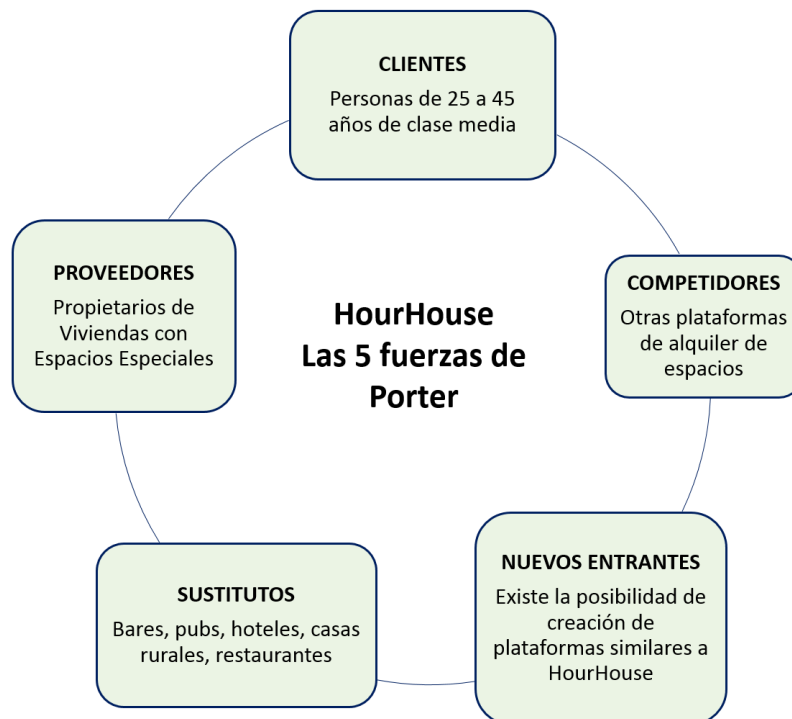 CLIENTES
Personas de 25 a 45
años de clase media
PROVEEDORES
Propietarios de
Viviendas con
Espacios Especiales
HourHouse
Las 5 fuerzas de
Porter
COMPETIDORES
Otras plataformas
de alquiler de
espacios
SUSTITUTOS
Bares, pubs, hoteles, casas
rurales, restaurantes
NUEVOS ENTRANTES
Existe la posibilidad de
creación de
plataformas similares a
HourHouse